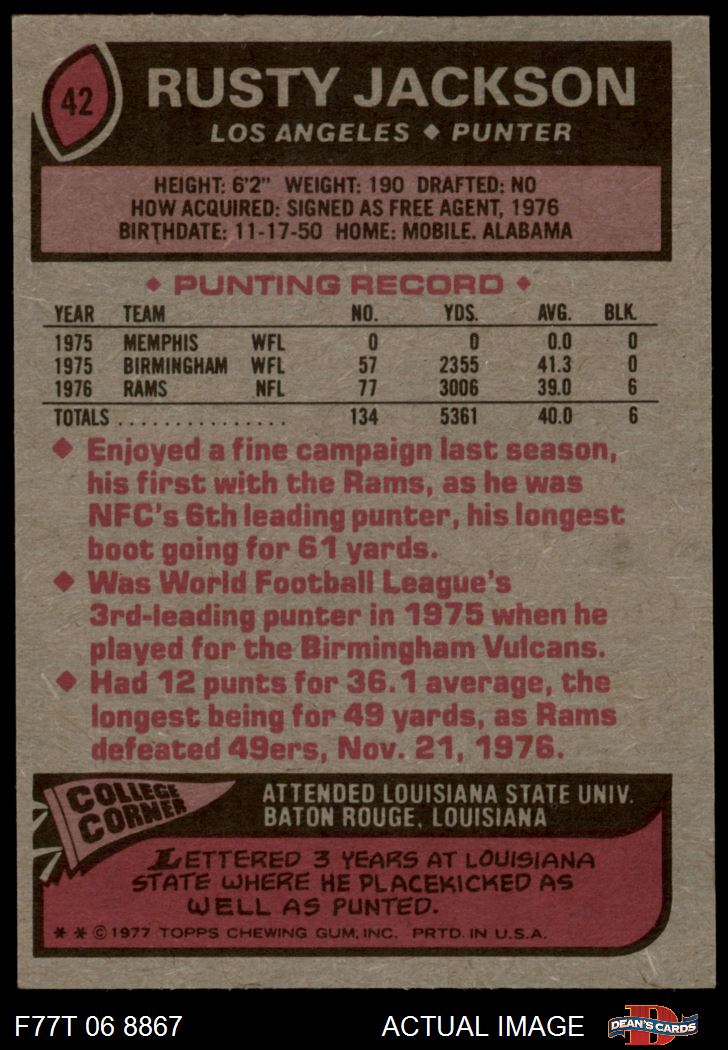 42
RUSTY JACKSON
LOS ANGELES ◆ PUNTER
HEIGHT: 6'2" WEIGHT: 190 DRAFTED: NO
HOW ACQUIRED: SIGNED AS FREE AGENT, 1976
BIRTHDATE: 11-17-50 HOME: MOBILE, ALABAMA
◆ PUNTING RECORD ◆
YEAR TEAM NO. YDS. AVG. BLK.
1975 MEMPHIS WFL 0 0 0.0 0
1975 BIRMINGHAM WFL 57 2355 41.3 0
1976 RAMS NFL 77 3006 39.0 6
TOTALS . . . . . . . . . . . . . . . 134 5361 40.0 6
◆ Enjoyed a fine campaign last season,
his first with the Rams, as he was
NFC's 6th leading punter, his longest
boot going for 61 yards.
◆ Was World Football League's
3rd-leading punter in 1975 when he
played for the Birmingham Vulcans.
◆ Had 12 punts for 36.1 average, the
longest being for 49 yards, as Rams
defeated 49ers, Nov. 21, 1976.
COLLEGE
CORNER
ATTENDED LOUISIANA STATE UNIV.
BATON ROUGE, LOUISIANA
LETTERED 3 YEARS AT LOUISIANA
STATE WHERE HE PLACEKICKED AS
WELL AS PUNTED.
* * © 1977 TOPPS CHEWING GUM, INC. PRTD. IN U.S.A.
F77T 06 8867 ACTUAL IMAGE
D
DEAN'S CARDS